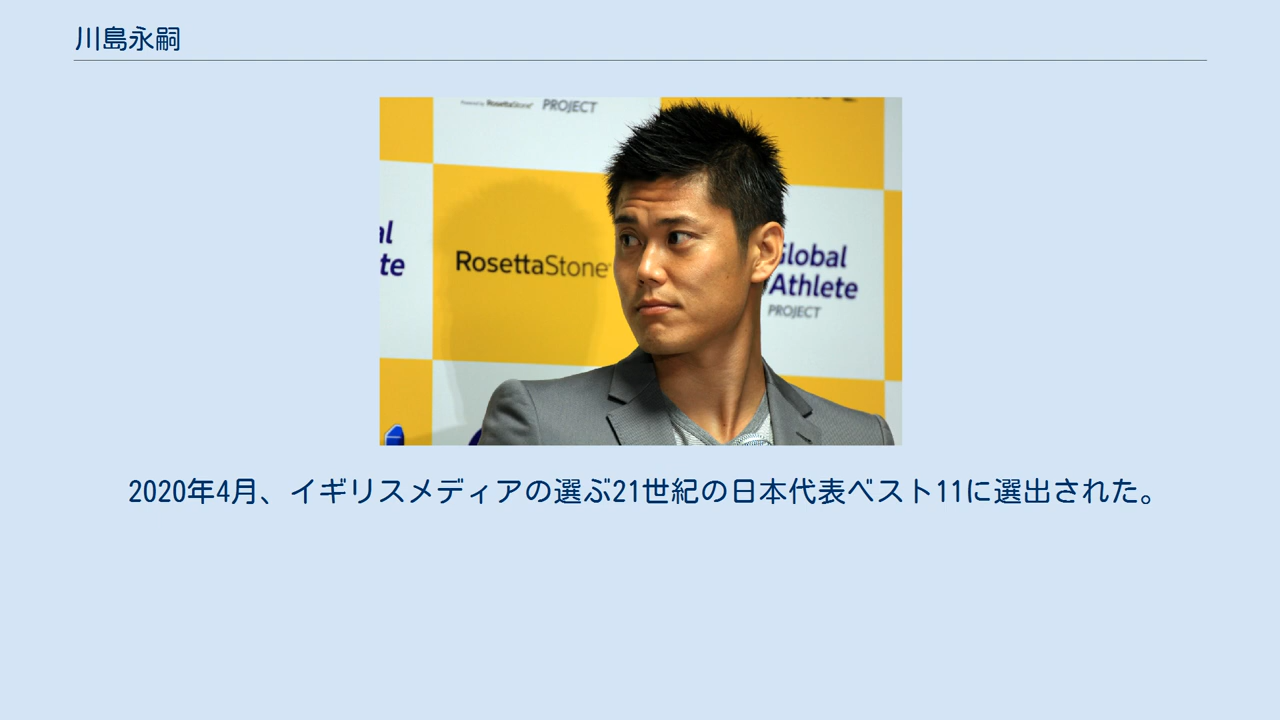 川島永嗣
Powered by RosettaStone PROJECT
al
te
RosettaStone
Global
Athlete
PROJECT
2020年4月、イギリスメディアの選ぶ21世紀の日本代表ベスト11に選出された。